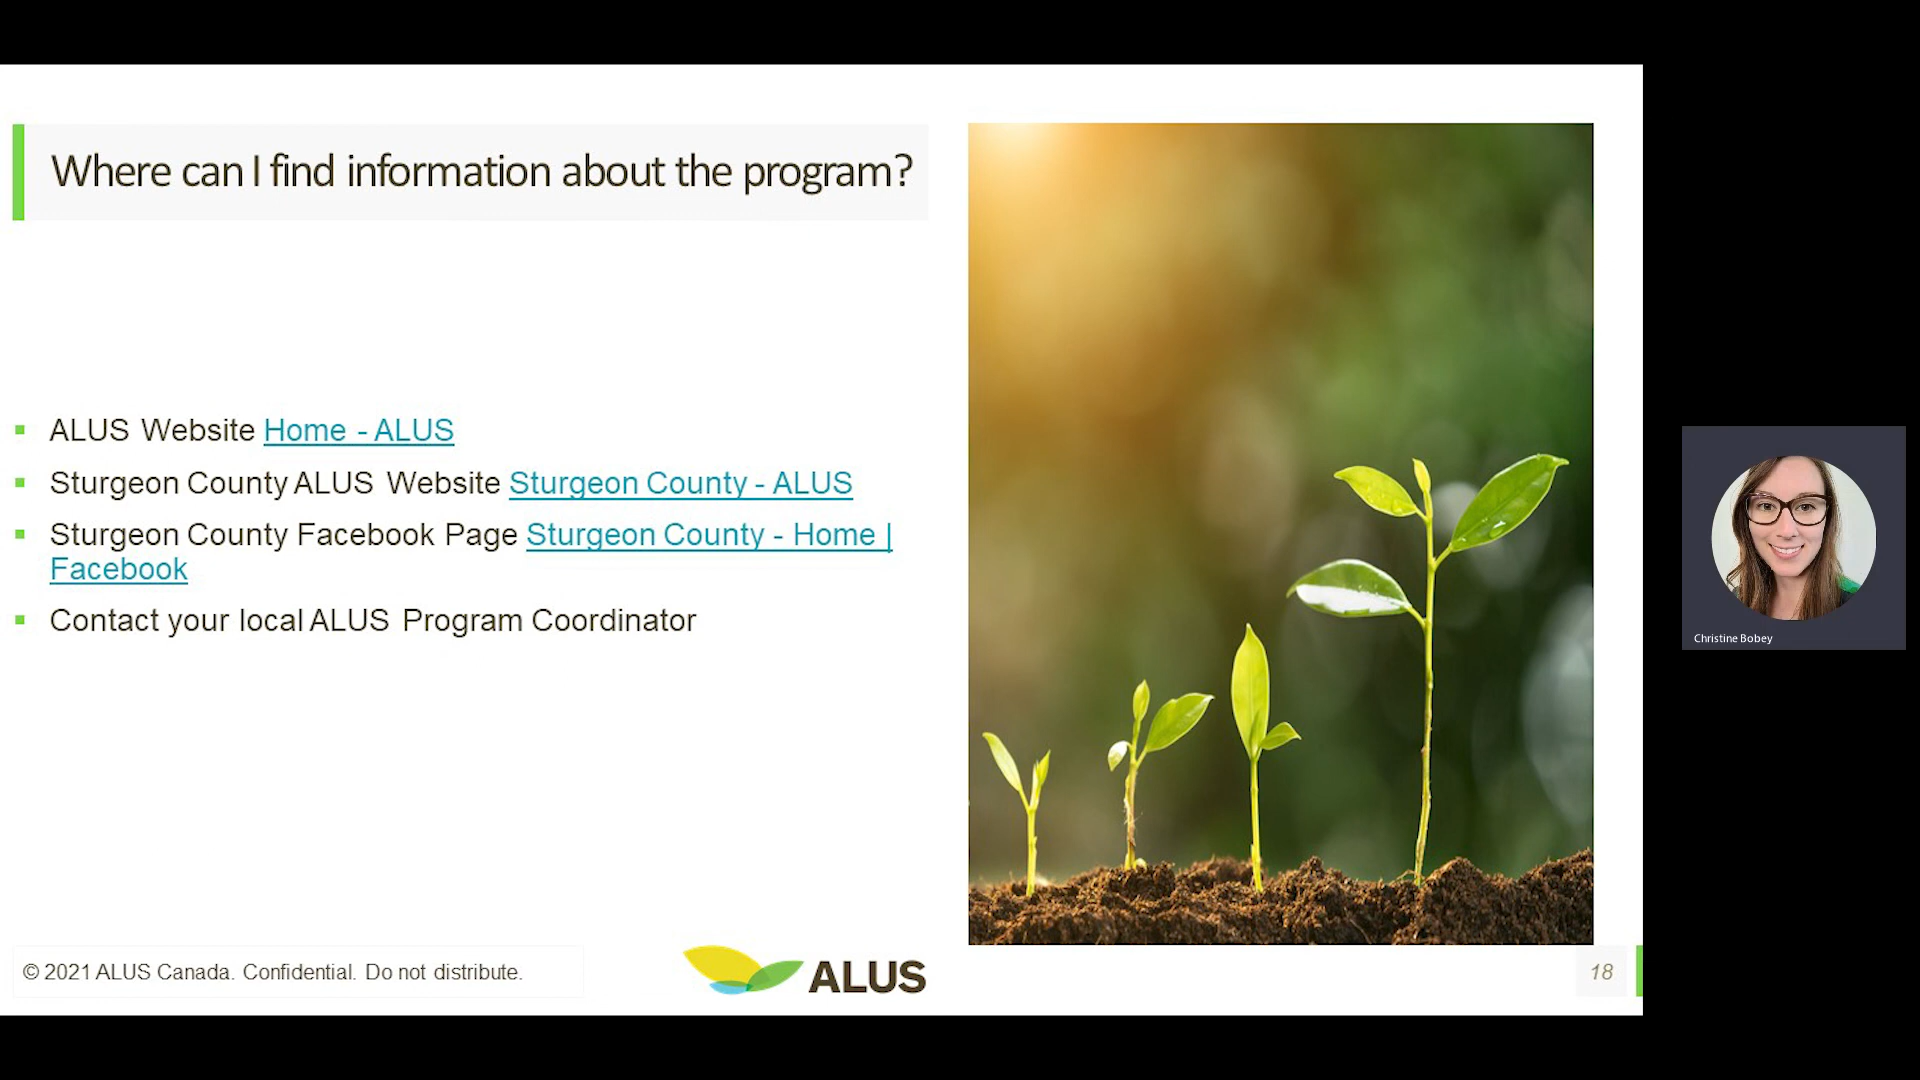 Where can I find information about the program?
ALUS Website Home - ALUS
Sturgeon County ALUS Website Sturgeon County - ALUS
Sturgeon County Facebook Page Sturgeon County - Home |
Facebook
Contact your local ALUS Program Coordinator
Christine Bobey
© 2021 ALUS Canada. Confidential. Do not distribute.
ALUS
18